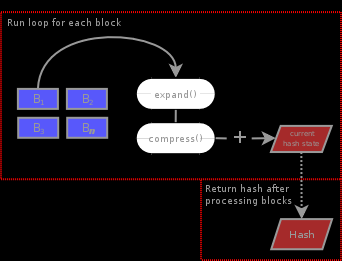 Run loop for each block
B1
B2
expand()
B3
Bn
compress()
+
current
hash state
Return hash after
processing blocks
Hash